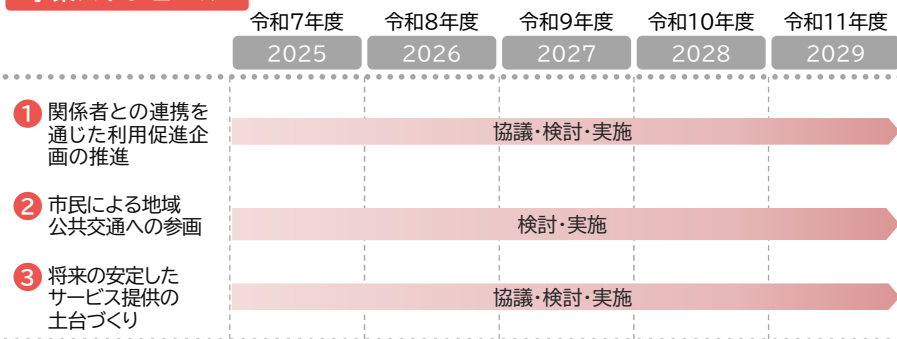 令和7年度 令和8年度 令和9年度 令和10年度 令和11年度
2025 2026 2027 2028 2029
1 関係者との連携を
通じた利用促進企
画の推進
協議・検討・実施
2 市民による地域
公共交通への参画
検討・実施
3 将来の安定した
サービス提供の
土台づくり
協議・検討・実施